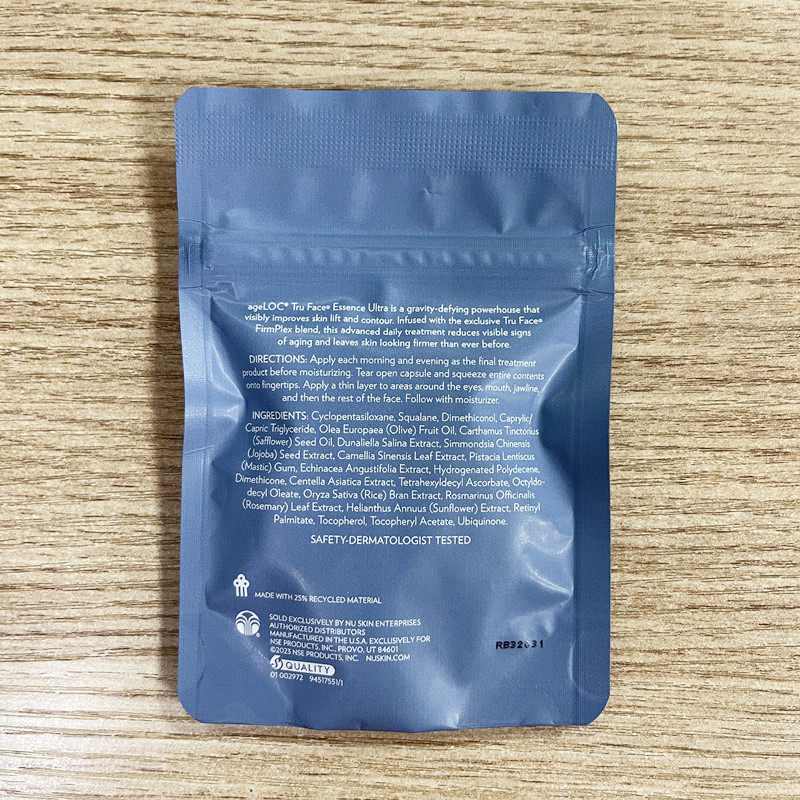 ageLOC® Tru Face® Essence Ultra is a gravity-defying powerhouse that
visibly improves skin lift and contour. Infused with the exclusive Tru Face®
FirmPlex blend, this advanced daily treatment reduces visible signs
of aging and leaves skin looking firmer than ever before.
DIRECTIONS: Apply each morning and evening as the final treatment
product before moisturizing. Tear open capsule and squeeze entire contents
onto fingertips. Apply a thin layer to areas around the eyes, mouth, jawline,
and then the rest of the face. Follow with moisturizer.
INGREDIENTS: Cyclopentasiloxane, Squalane, Dimethiconol, Caprylic/
Capric Triglyceride, Olea Europaea (Olive) Fruit Oil, Carthamus Tinctorius
(Safflower) Seed Oil, Dunaliella Salina Extract, Simmondsia Chinensis
(Jojoba) Seed Extract, Camellia Sinensis Leaf Extract, Pistacia Lentiscus
(Mastic) Gum, Echinacea Angustifolia Extract, Hydrogenated Polydecene,
Dimethicone, Centella Asiatica Extract, Tetrahexyldecyl Ascorbate, Octyldo-
decyl Oleate, Oryza Sativa (Rice) Bran Extract, Rosmarinus Officinalis
(Rosemary) Leaf Extract, Helianthus Annuus (Sunflower) Extract, Retinyl
Palmitate, Tocopherol, Tocopheryl Acetate, Ubiquinone.
SAFETY-DERMATOLOGIST TESTED
MADE WITH 25% RECYCLED MATERIAL
SOLD EXCLUSIVELY BY NU SKIN ENTERPRISES
AUTHORIZED DISTRIBUTORS
MANUFACTURED IN THE U.S.A. EXCLUSIVELY FOR
NSE PRODUCTS, INC., PROVO, UT 84601
©2023 NSE PRODUCTS, INC. NUSKIN.COM
6S QUALITY
01 002972 94517551/1
RB32031